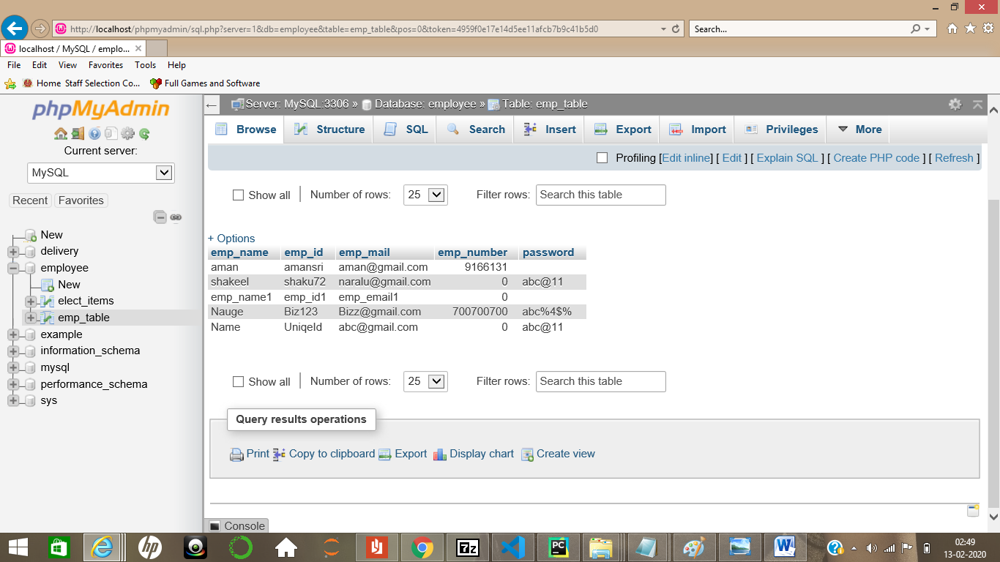 http://localhost/phpmyadmin/sql.php?server=1&db=employee&table=emp_table&pos=0&token=4959f0e17e14d5ee11afcb7b9c41b5d0
Search...
localhost / MySQL / emplo...
File Edit View Favorites Tools Help
Home Staff Selection Co... Full Games and Software
phpMyAdmin
Current server:
MySQL
Recent Favorites
New
delivery
employee
New
elect_items
emp_table
example
information_schema
mysql
performance_schema
sys
Server: MySQL:3306 » Database: employee » Table: emp_table
Browse Structure SQL Search Insert Export Import Privileges More
Profiling [Edit inline] [ Edit ] [ Explain SQL ] [ Create PHP code ] [ Refresh ]
Show all Number of rows: 25 Filter rows: Search this table
+ Options
emp_name emp_id emp_mail emp_number password
aman amansri aman@gmail.com 9166131
shakeel shaku72 naralu@gmail.com 0 abc@11
emp_name1 emp_id1 emp_email1 0
Nauge Biz123 Bizz@gmail.com 700700700 abc%4$%
Name UniqeId abc@gmail.com 0 abc@11
Show all Number of rows: 25 Filter rows: Search this table
Query results operations
Print Copy to clipboard Export Display chart Create view
Console
hp 7z PC W
02:49
13-02-2020